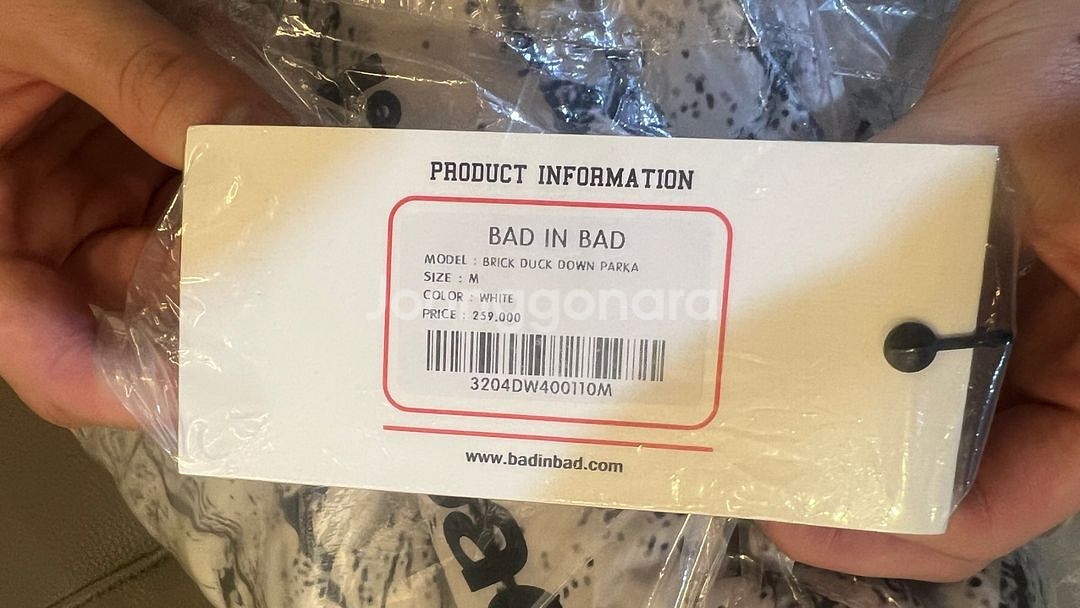 PRODUCT INFORMATION
BAD IN BAD
MODEL : BRICK DUCK DOWN PARKA
SIZE : M
COLOR : WHITE
PRICE : 259.000
3204DW400110M
www.badinbad.com
joonggonara